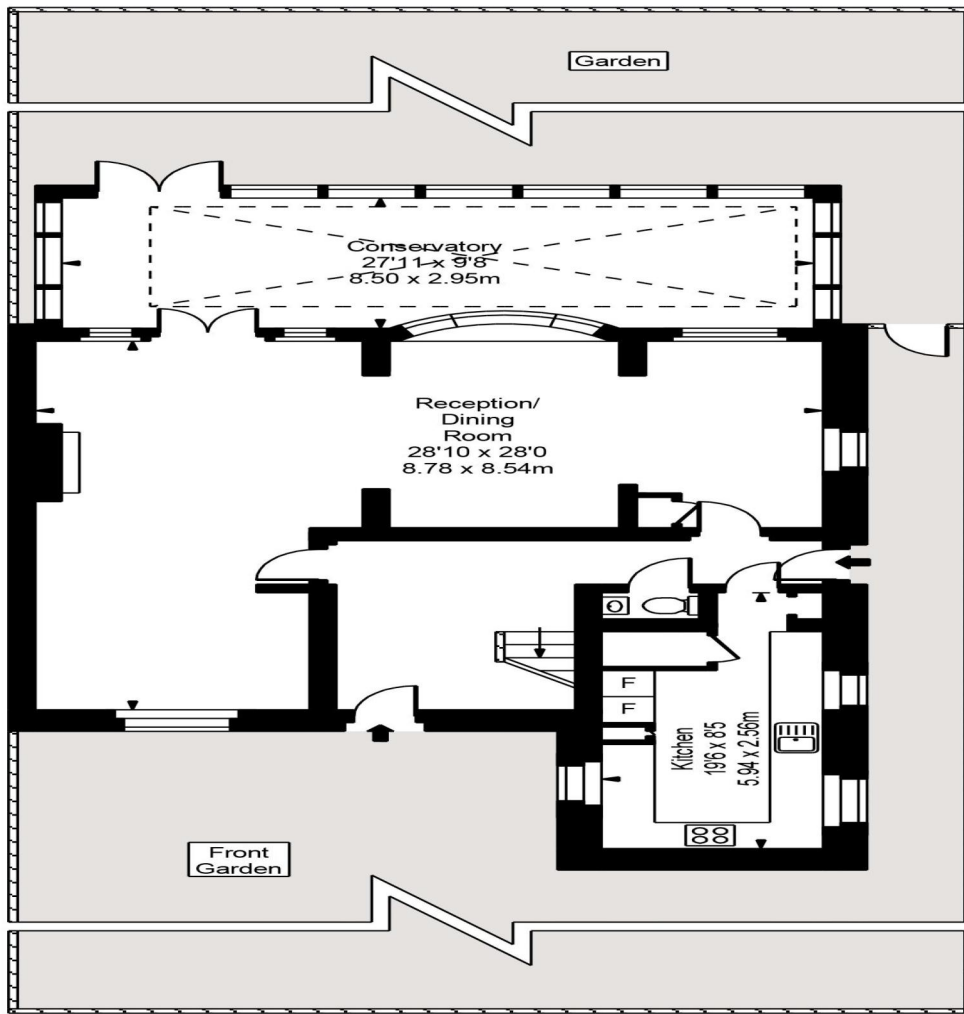 Garden
Conservatory
27'11 x 9'8
8.50 x 2.95m
Reception/
Dining
Room
28'10 x 28'0
8.78 x 8.54m
F
F
Kitchen
19'6 x 8'5
5.94 x 2.56m
Front
Garden